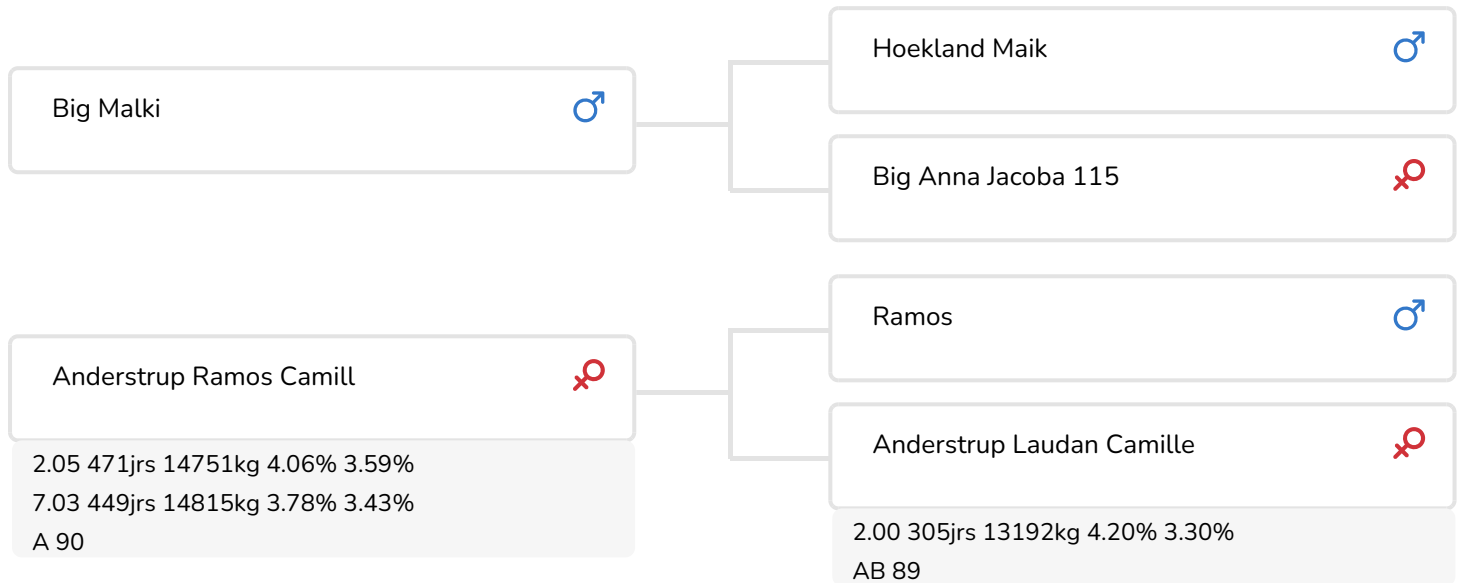 Hoekland Maik
Big Malki
Big Anna Jacoba 115
Ramos
Anderstrup Ramos Camill
Anderstrup Laudan Camille
2.05 471jrs 14751kg 4.06% 3.59%
7.03 449jrs 14815kg 3.78% 3.43%
A 90
2.00 305jrs 13192kg 4.20% 3.30%
AB 89